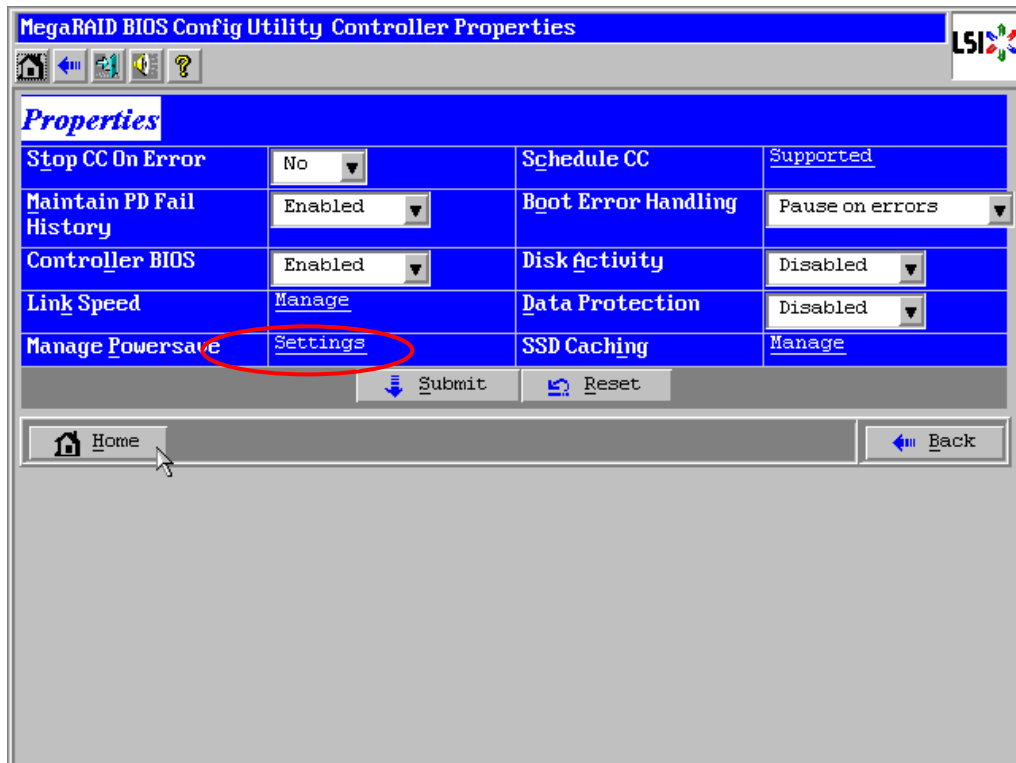 MegaRAID BIOS Config Utility Controller Properties
LSI
Properties
Stop CC On Error No Schedule CC Supported
Maintain PD Fail History Enabled Boot Error Handling Pause on errors
Controller BIOS Enabled Disk Activity Disabled
Link Speed Manage Data Protection Disabled
Manage Powersave Settings SSD Caching Manage
Submit Reset
Home Back